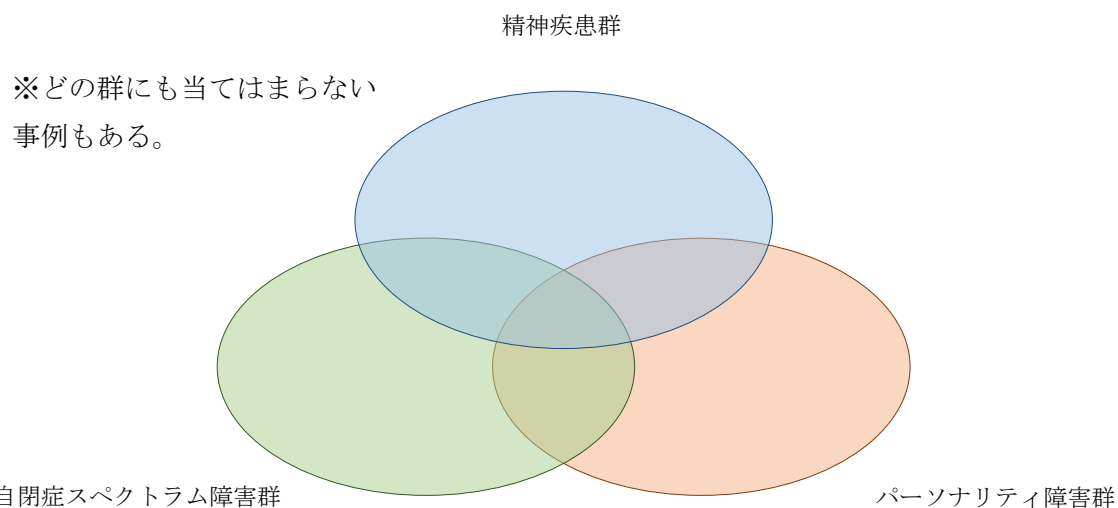 精神疾患群
※どの群にも当てはまらない
事例もある。
自閉症スペクトラム障害群
パーソナリティ障害群